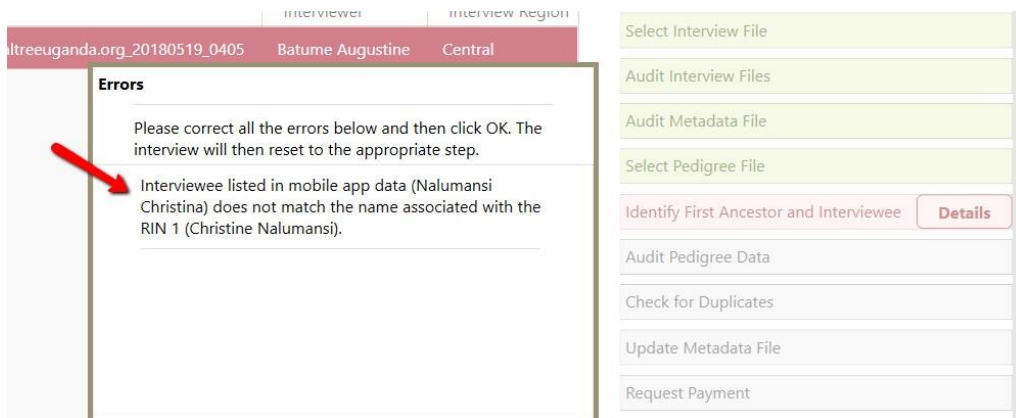 Interviewer
Interview Region
altreeuganda.org_20180519_0405
Batume Augustine
Central
Errors
Please correct all the errors below and then click OK. The
interview will then reset to the appropriate step.
Interviewee listed in mobile app data (Nalumansi
Christina) does not match the name associated with the
RIN 1 (Christine Nalumansi).
Select Interview File
Audit Interview Files
Audit Metadata File
Select Pedigree File
Identify First Ancestor and Interviewee
Details
Audit Pedigree Data
Check for Duplicates
Update Metadata File
Request Payment